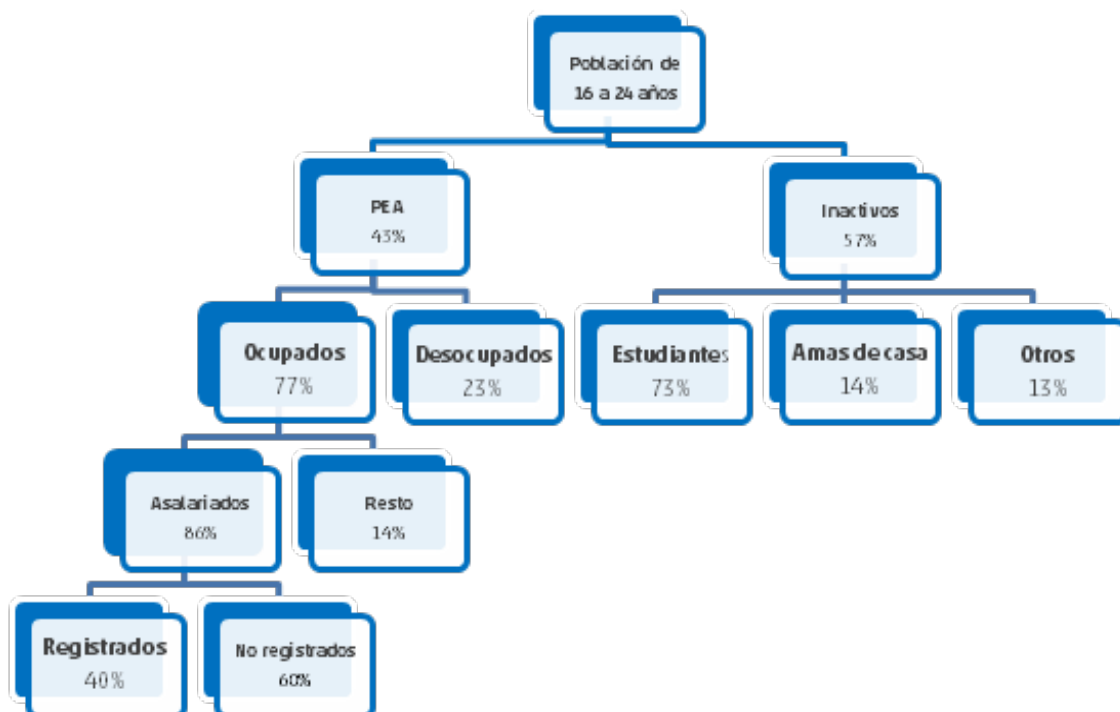 Población de
16 a 24 años
PEA
43%
Inactivos
57%
Ocupados
77%
Desocupados
23%
Estudiantes
73%
Amas de casa
14%
Otros
13%
Asalariados
86%
Resto
14%
Registrados
40%
No registrados
60%